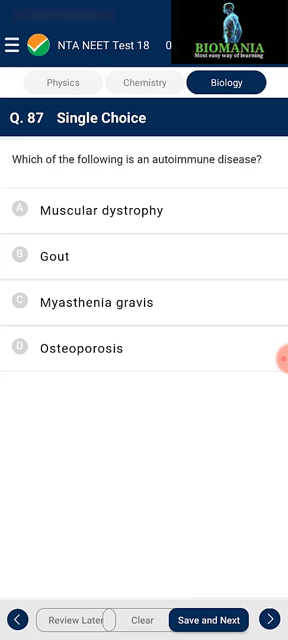 NTA NEET Test 18 0
BIOMANIA
Most easy way of learning
Physics Chemistry Biology
Q. 87 Single Choice
Which of the following is an autoimmune disease?
A Muscular dystrophy
B Gout
C Myasthenia gravis
D Osteoporosis
Review Later Clear Save and Next